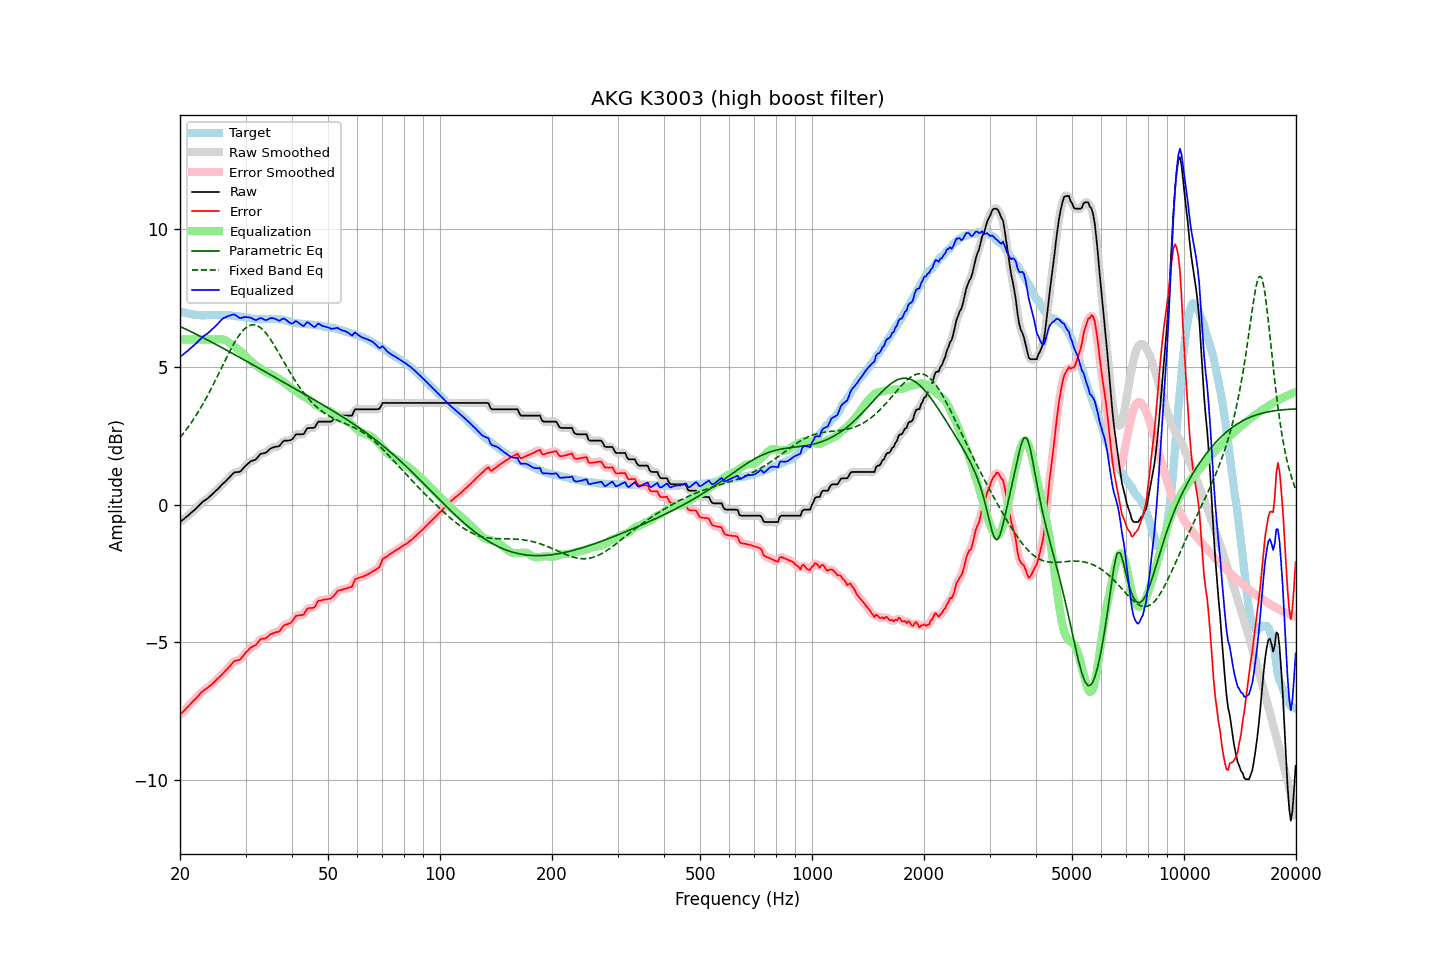 AKG K3003 (high boost filter)
Target
Raw Smoothed
Error Smoothed
Raw
Error
Equalization
Parametric Eq
Fixed Band Eq
Equalized
Amplitude (dBr)
10
5
0
−5
−10
20 50 100 200 500 1000 2000 5000 10000 20000
Frequency (Hz)